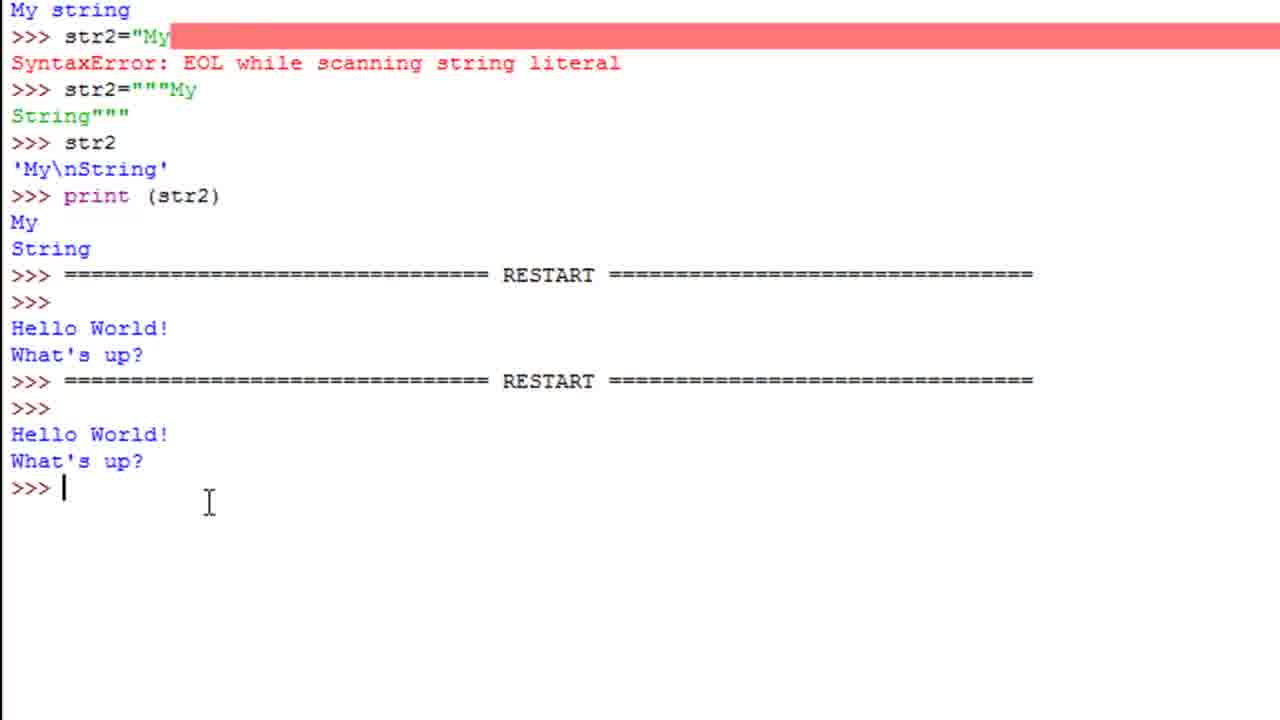 My string
>>> str2="My
SyntaxError: EOL while scanning string literal
>>> str2="""My
String"""
>>> str2
'My\nString'
>>> print (str2)
My
String
>>> ================================ RESTART ================================
>>>
Hello World!
What's up?
>>> ================================ RESTART ================================
>>>
Hello World!
What's up?
>>>